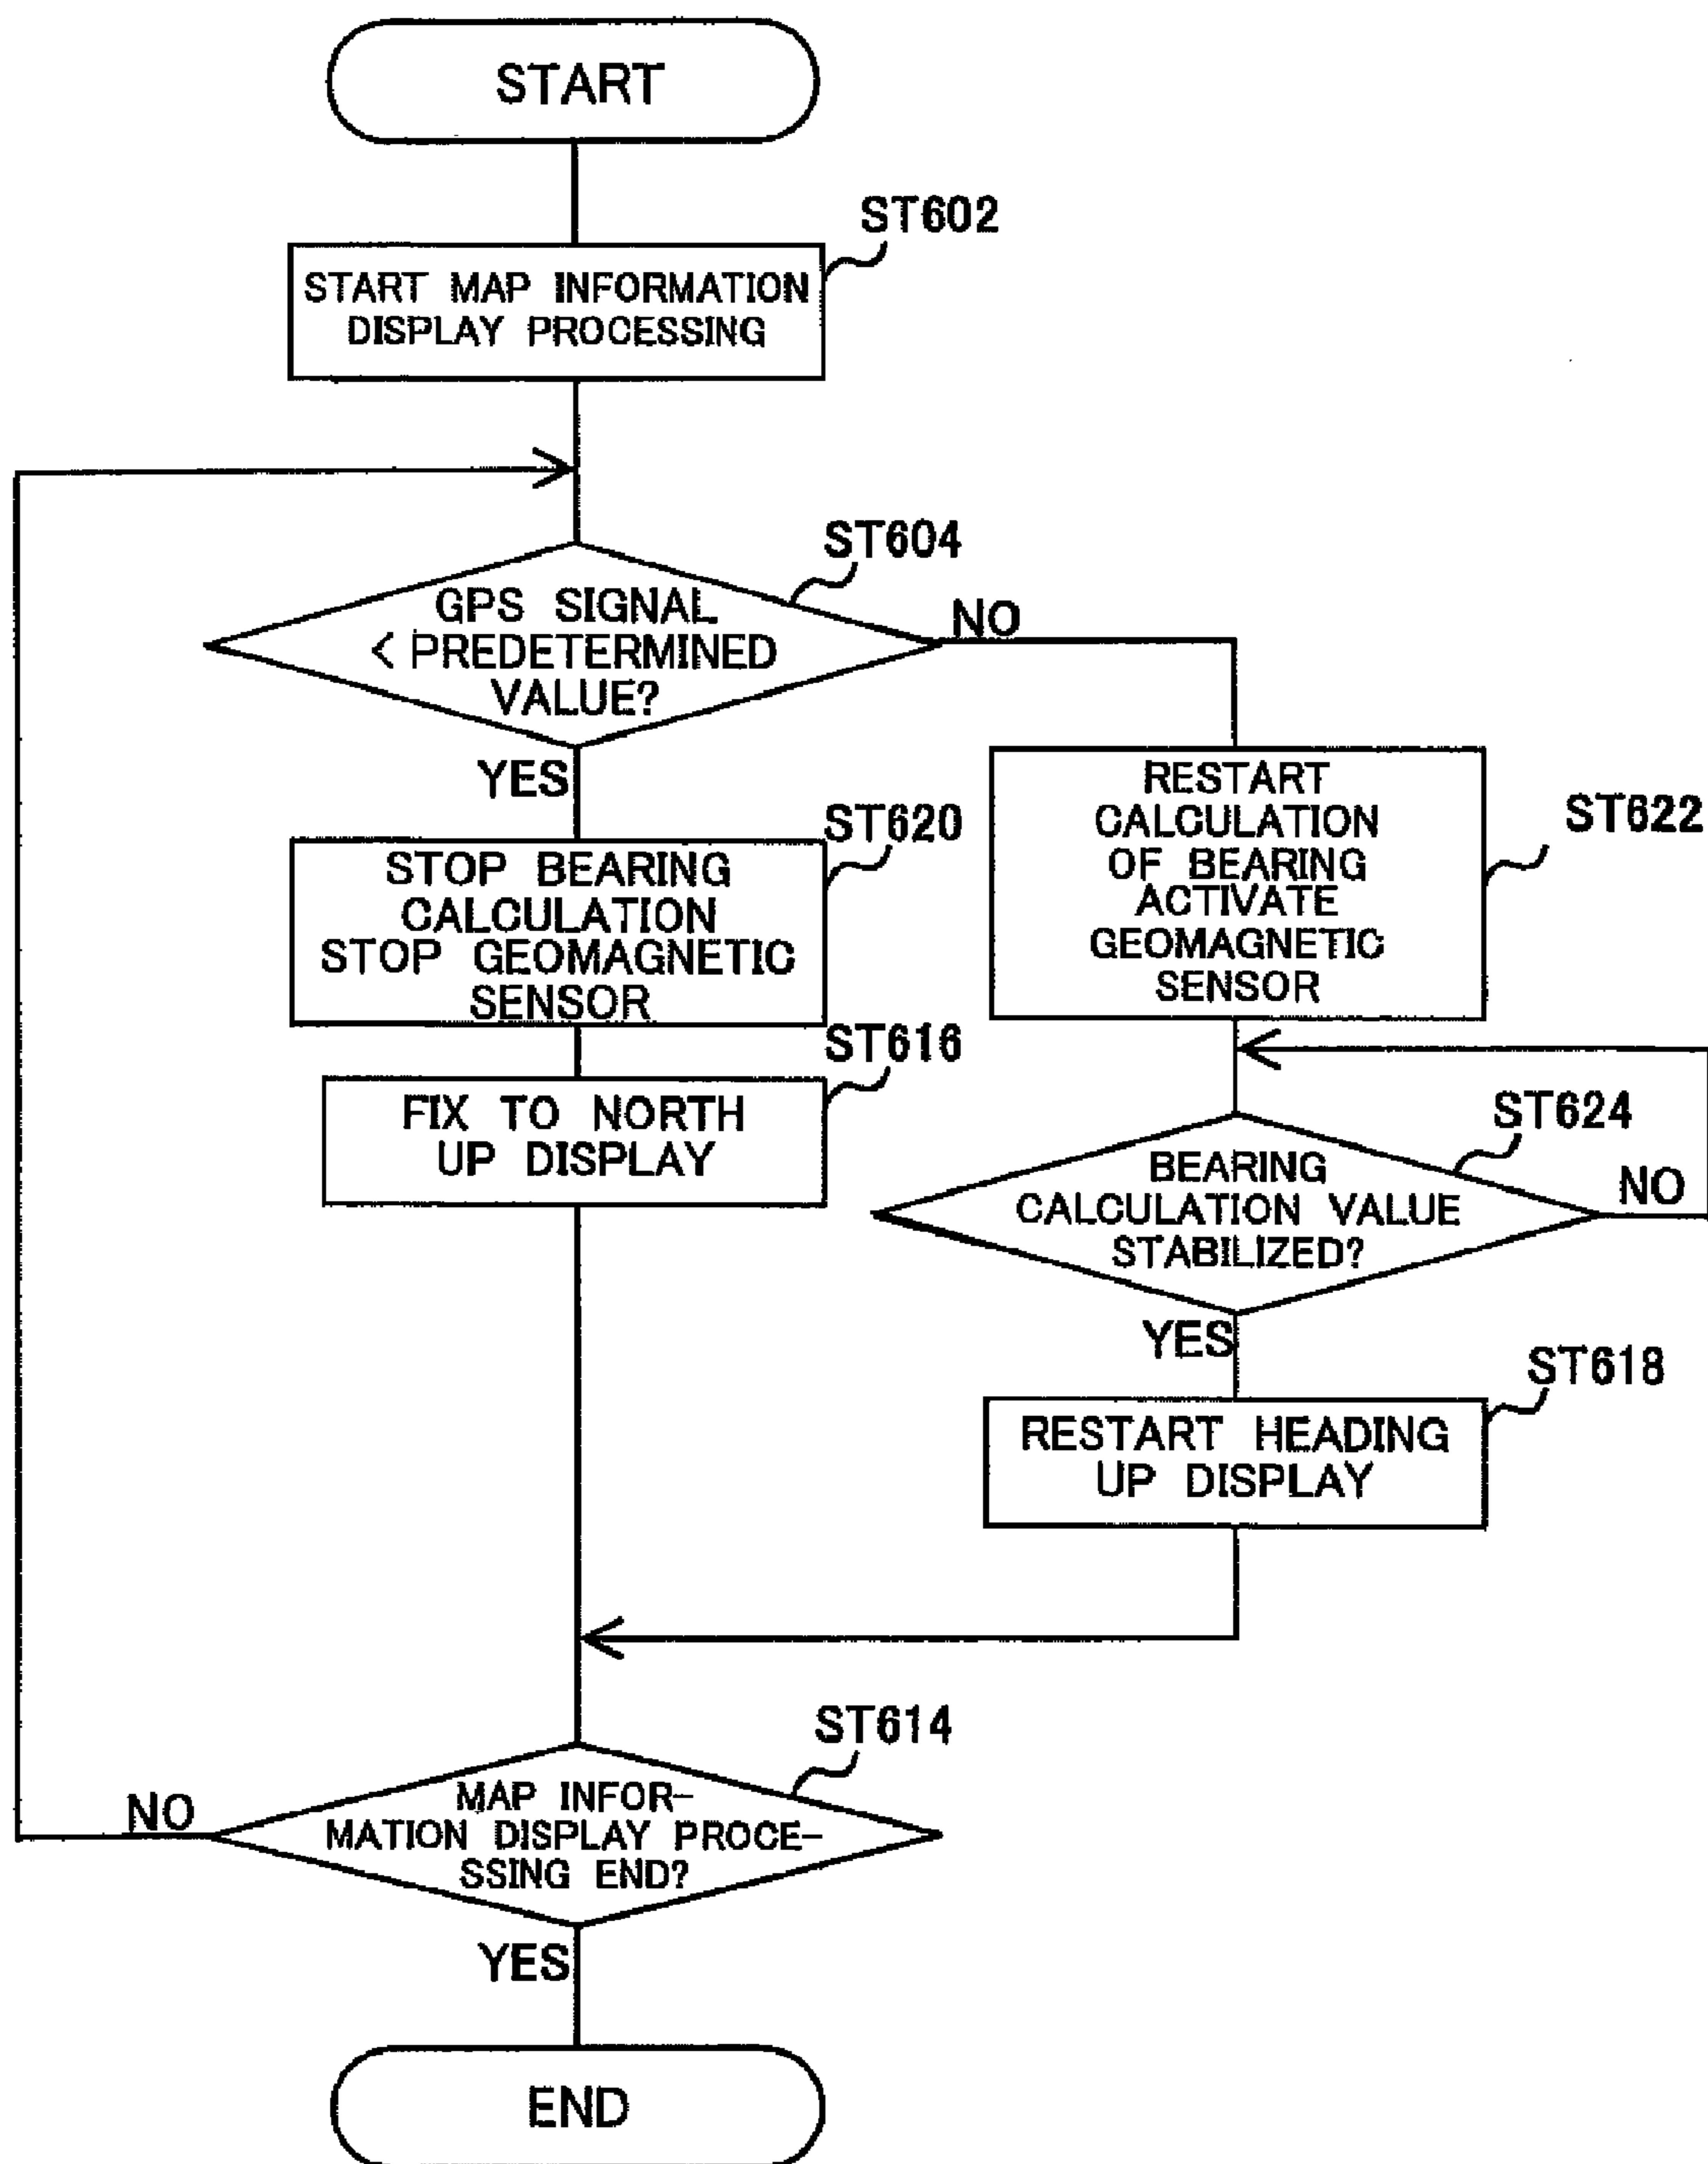 START
ST602
START MAP INFORMATION
DISPLAY PROCESSING
ST604
GPS SIGNAL
< PREDETERMINED
VALUE?
NO
YES
ST620
STOP BEARING
CALCULATION
STOP GEOMAGNETIC
SENSOR
ST622
RESTART
CALCULATION
OF BEARING
ACTIVATE
GEOMAGNETIC
SENSOR
ST616
FIX TO NORTH
UP DISPLAY
ST624
BEARING
CALCULATION VALUE
STABILIZED?
NO
YES
ST618
RESTART HEADING
UP DISPLAY
ST614
MAP INFOR-
MATION DISPLAY PROCE-
SSING END?
NO
YES
END